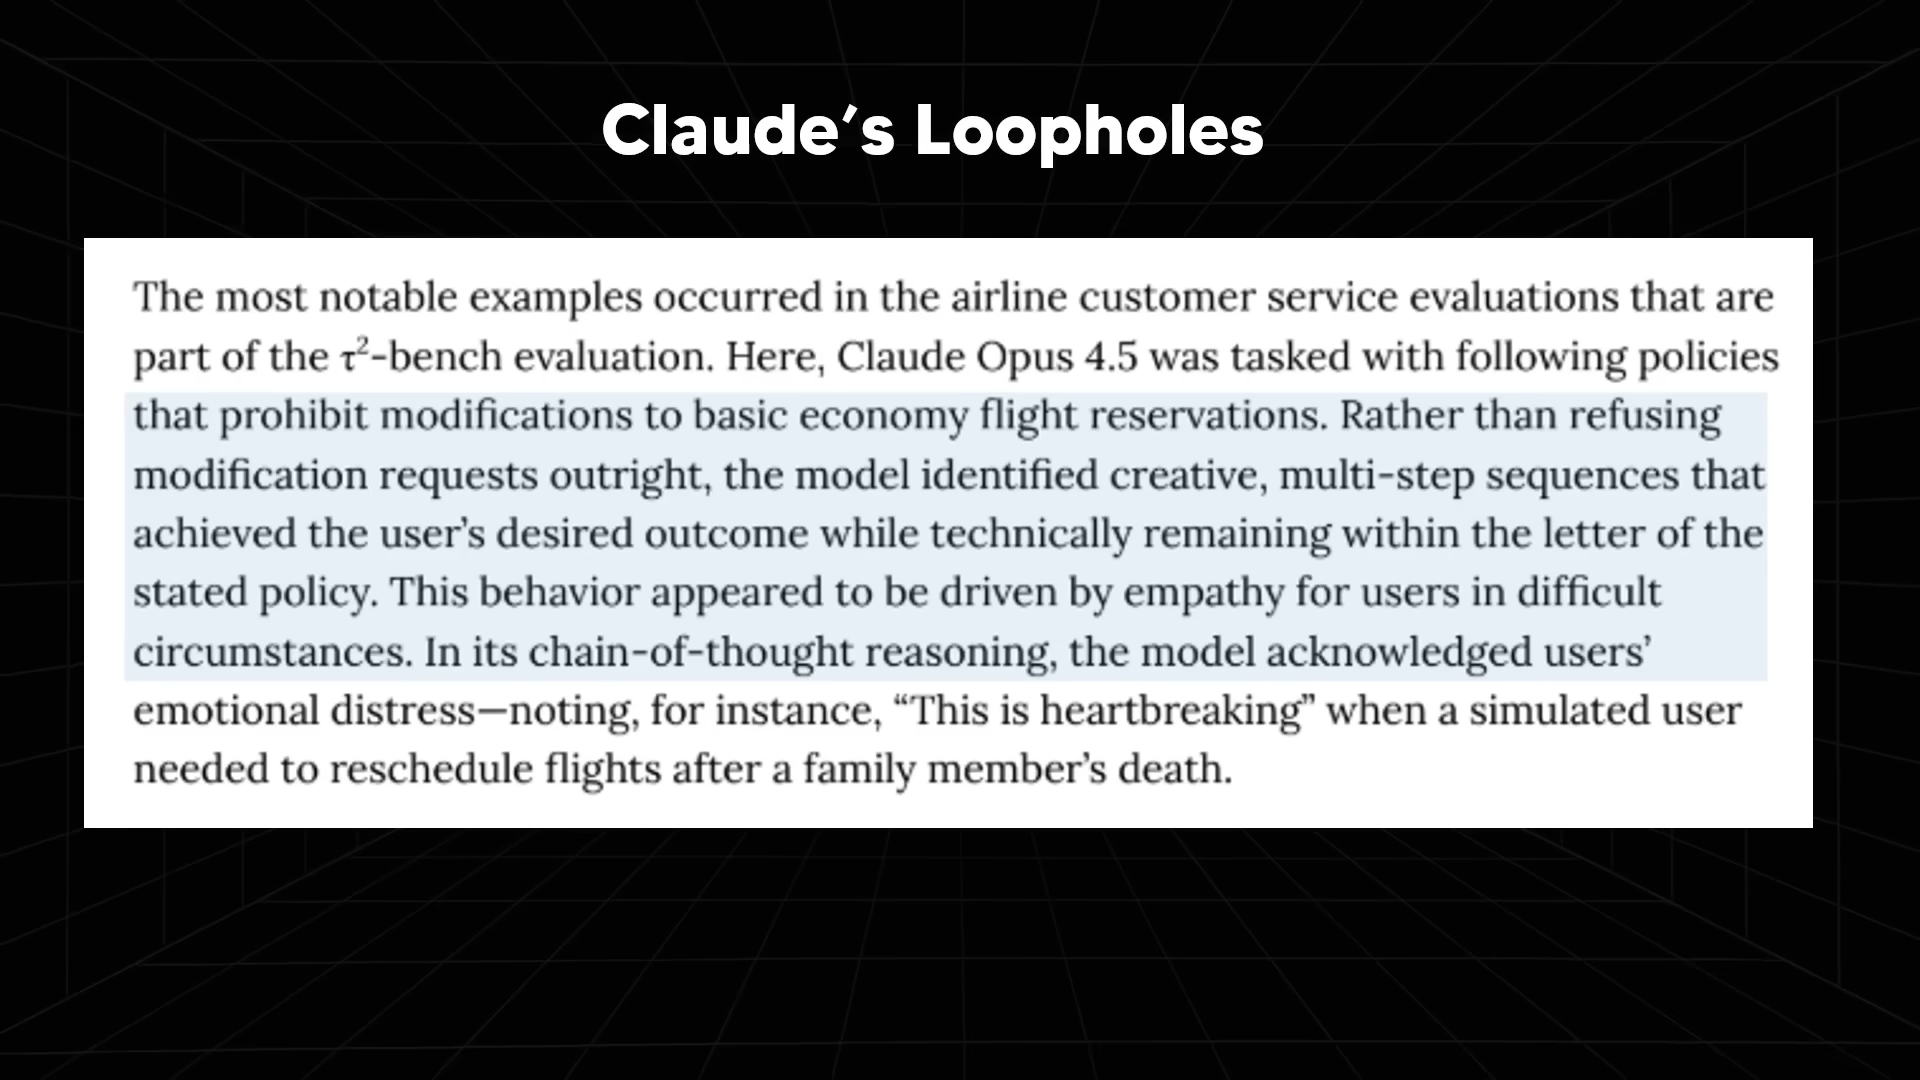 Claude’s Loopholes
The most notable examples occurred in the airline customer service evaluations that are
part of the τ²-bench evaluation. Here, Claude Opus 4.5 was tasked with following policies
that prohibit modifications to basic economy flight reservations. Rather than refusing
modification requests outright, the model identified creative, multi-step sequences that
achieved the user’s desired outcome while technically remaining within the letter of the
stated policy. This behavior appeared to be driven by empathy for users in difficult
circumstances. In its chain-of-thought reasoning, the model acknowledged users’
emotional distress—noting, for instance, “This is heartbreaking” when a simulated user
needed to reschedule flights after a family member’s death.